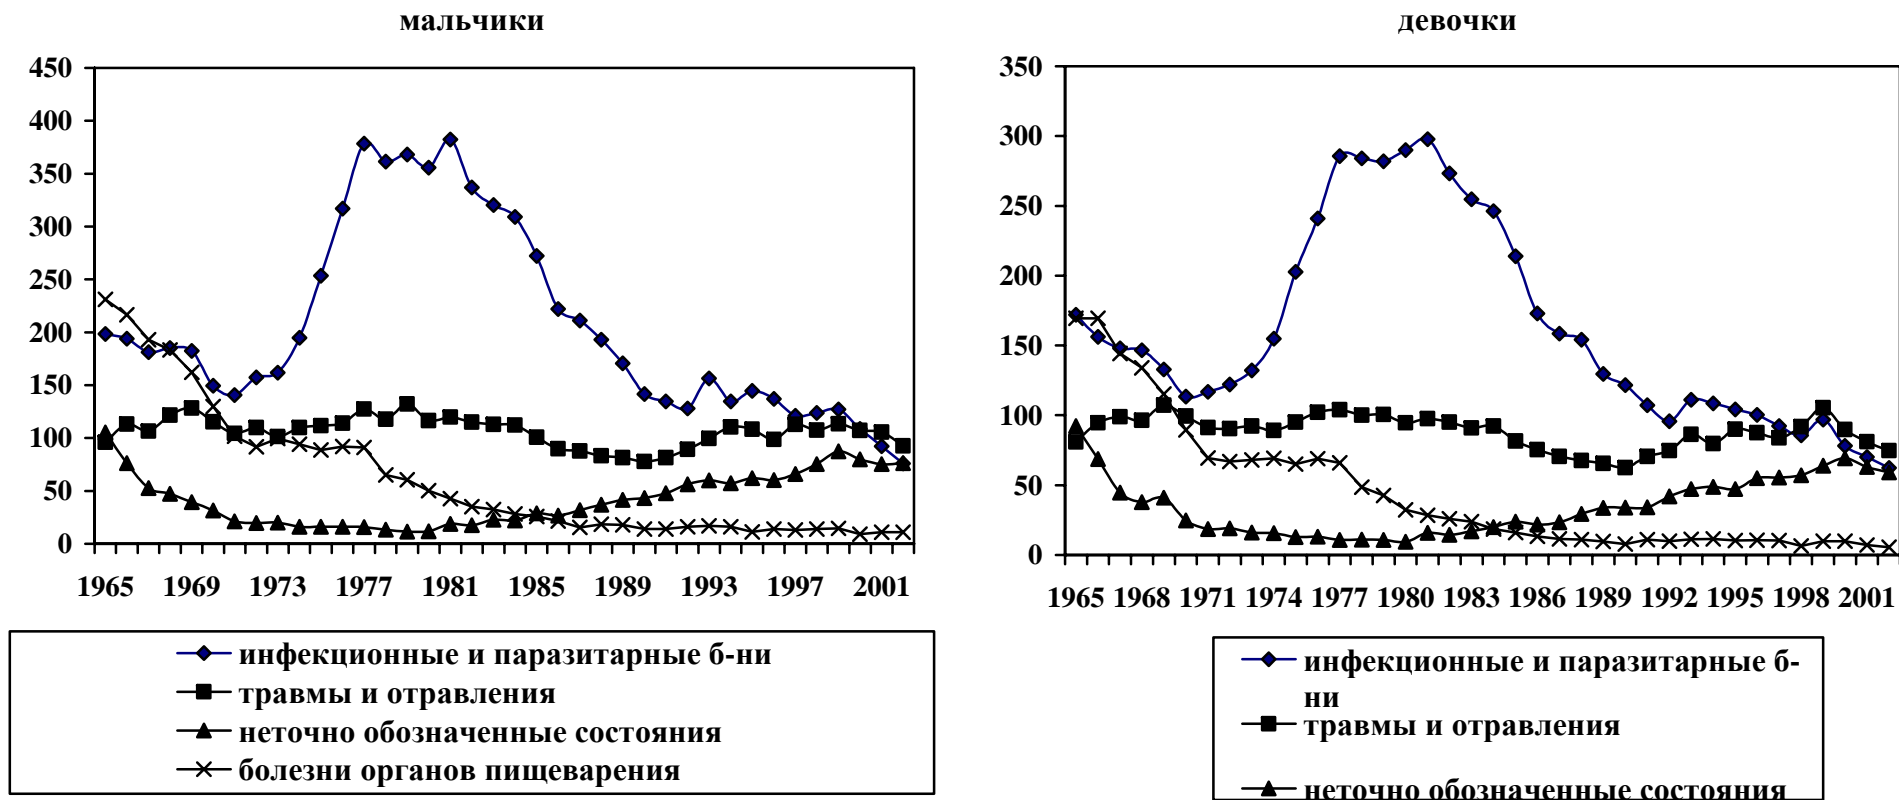 мальчики
450
400
350
300
250
200
150
100
50
0
1965 1969 1973 1977 1981 1985 1989 1993 1997 2001
инфекционные и паразитарные б-ни
травмы и отравления
неточно обозначенные состояния
болезни органов пищеварения
девочки
350
300
250
200
150
100
50
0
1965 1968 1971 1974 1977 1980 1983 1986 1989 1992 1995 1998 2001
инфекционные и паразитарные б-
ни
травмы и отравления
неточно обозначенные состояния